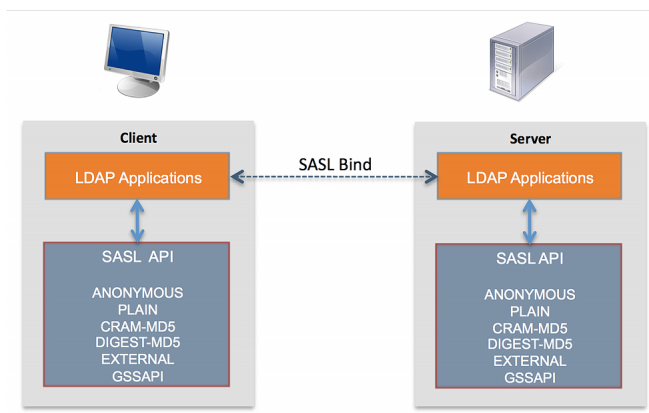 Client
Server
LDAP Applications
SASL Bind
LDAP Applications
SASL API
ANONYMOUS
PLAIN
CRAM-MD5
DIGEST-MD5
EXTERNAL
GSSAPI
SASL API
ANONYMOUS
PLAIN
CRAM-MD5
DIGEST-MD5
EXTERNAL
GSSAPI